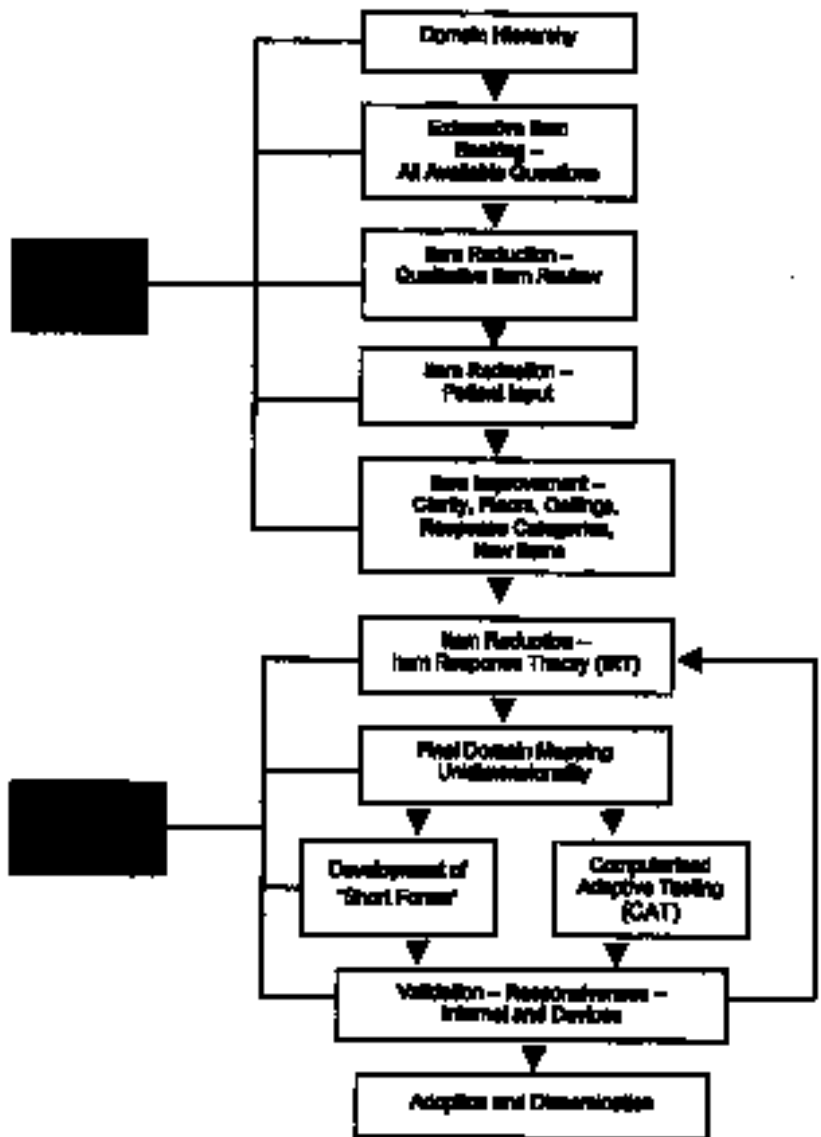 Domain Hierarchy
Exhaustive Item
Banking –
All Available Questions
Item Reduction –
Qualitative Item Review
Item Reduction –
Patient Input
Item Improvement –
Clarity, Floors, Ceilings,
Response Categories,
New Items
Item Reduction –
Item Response Theory (IRT)
Final Domain Mapping
Unidimensionality
Development of
"Short Forms"
Computerized
Adaptive Testing
(CAT)
Validation – Responsiveness –
Internal and Devices
Adoption and Dissemination